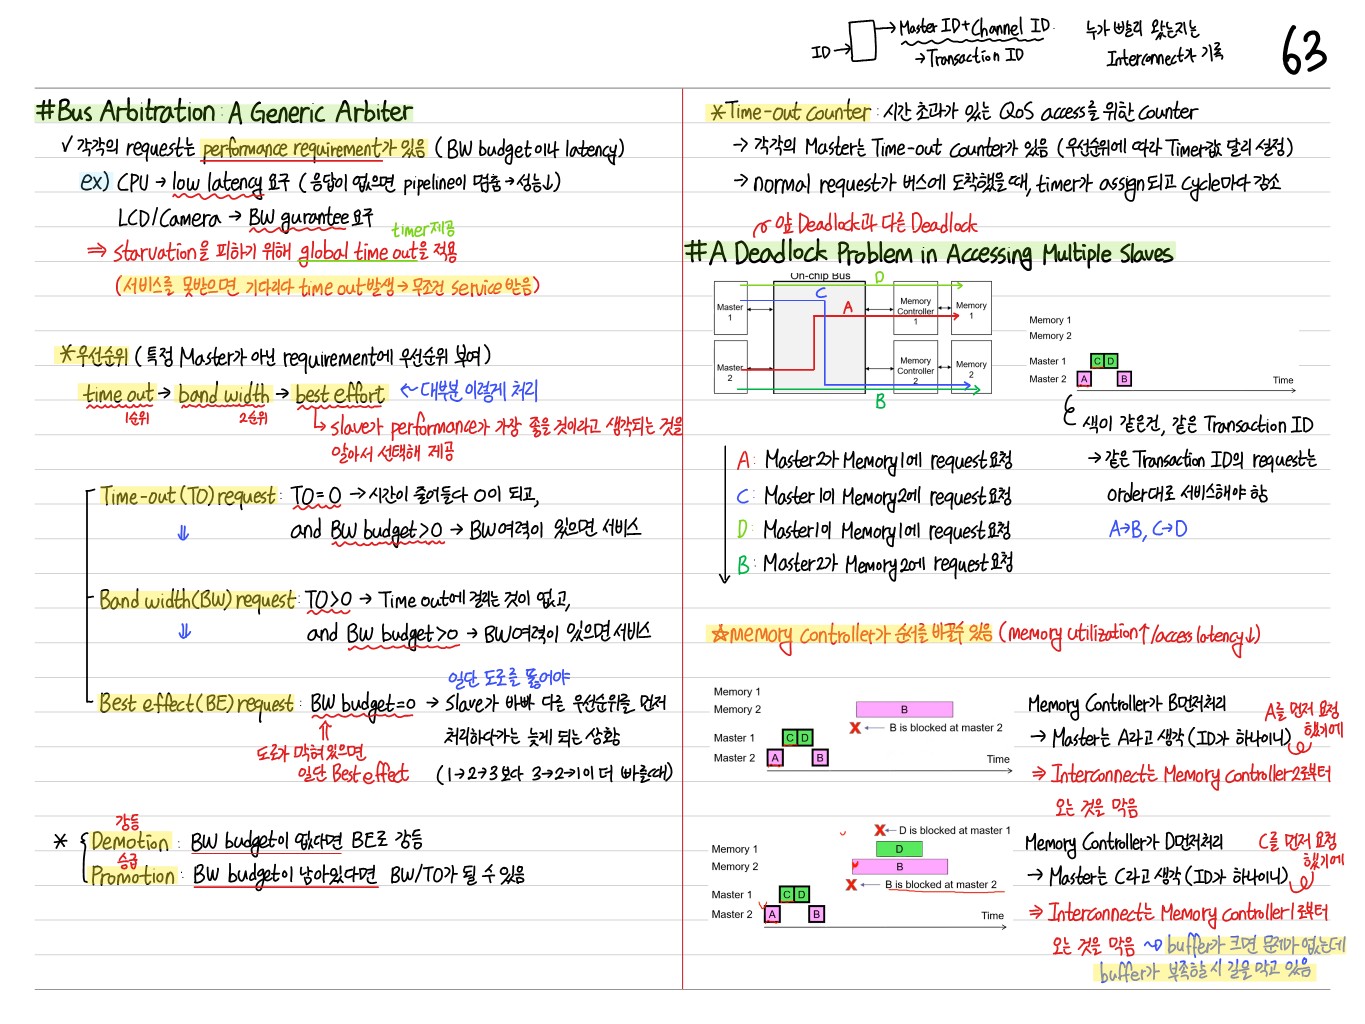 ID → Master ID+Channel ID
→ Transaction ID
누가 빨리 왔는지는
Interconnect가 기록
63
#Bus Arbitration: A Generic Arbiter
✓ 각각의 request는 performance requirement가 있음 (BW budget이나 latency)
ex) CPU → low latency 요구 (응답이 없으면 pipeline이 멈춤→성능↓)
LCD/Camera → BW gurantee 요구
timer제공
⇒ starvation을 피하기 위해 global time out을 적용
(서비스를 못받으면 기다리다 time out 발생→무조건 service 받음)
*우선순위 (특정 Master가 아닌 requirement에 우선순위 부여)
time out → band width → best effort ← 대부분 이렇게 처리
1순위 2순위
↳ slave가 performance가 가장 좋을 것이라고 생각되는 것을
알아서 선택해 제공
Time-out(TO) request: TO=0 → 시간이 줄어들다 0이 되고,
⇓ and BW budget>0 → BW여력이 있으면 서비스
Band width(BW) request: TO>0 → Time out에 걸리는 것이 없고,
⇓ and BW budget>0 → BW여력이 있으면 서비스
일단 도로를 뚫어야
Best effect(BE) request: BW budget=0 → Slave가 바빠 다른 우선순위를 먼저
⇑ 처리하다가는 늦게 되는 상황
도로가 막혀있으면
일단 Best effect (1→2→3보다 3→2→1이 더 빠를때)
강등
* Demotion: BW budget이 없다면 BE로 강등
승급
Promotion: BW budget이 남아있다면 BW/TO가 될 수 있음
*Time-out counter: 시간 초과가 있는 QoS access를 위한 counter
→ 각각의 Master는 Time-out Counter가 있음 (우선순위에 따라 Timer값 달리 설정)
→ normal request가 버스에 도착했을 때, timer가 assign되고 cycle마다 감소
앞 Deadlock과 다른 Deadlock
#A Deadlock Problem in Accessing Multiple Slaves
On-chip Bus
D
C
A
B
Master 1
Master 2
Memory Controller 1
Memory 1
Memory Controller 2
Memory 2
Memory 1
Memory 2
Master 1 C D
Master 2 A B
Time
색이 같은건, 같은 Transaction ID
→ 같은 Transaction ID의 request는
order대로 서비스해야 함
A→B, C→D
A: Master2가 Memory1에 request요청
C: Master1이 Memory2에 request요청
D: Master1이 Memory1에 request요청
B: Master2가 Memory2에 request요청
☆memory controller가 순서를 바꿀수 있음 (memory utilization↑/access latency↓)
Memory 1
Memory 2 B
X ← B is blocked at master 2
Master 1 C D
Master 2 A B
Time
Memory Controller가 B먼저처리
→ Master는 A라고 생각 (ID가 하나이니)
A를 먼저 요청
했기에
⇒ Interconnect는 Memory controller2로부터
오는 것을 막음
X ← D is blocked at master 1
Memory 1 D
Memory 2 B
X ← B is blocked at master 2
Master 1 C D
Master 2 A B
Time
Memory Controller가 D먼저처리
→ Master는 C라고 생각 (ID가 하나이니)
C를 먼저 요청
했기에
⇒ Interconnect는 Memory controller1로부터
오는 것을 막음 ~> buffer가 크면 문제가 없는데
buffer가 부족할 시 길을 막고 있음